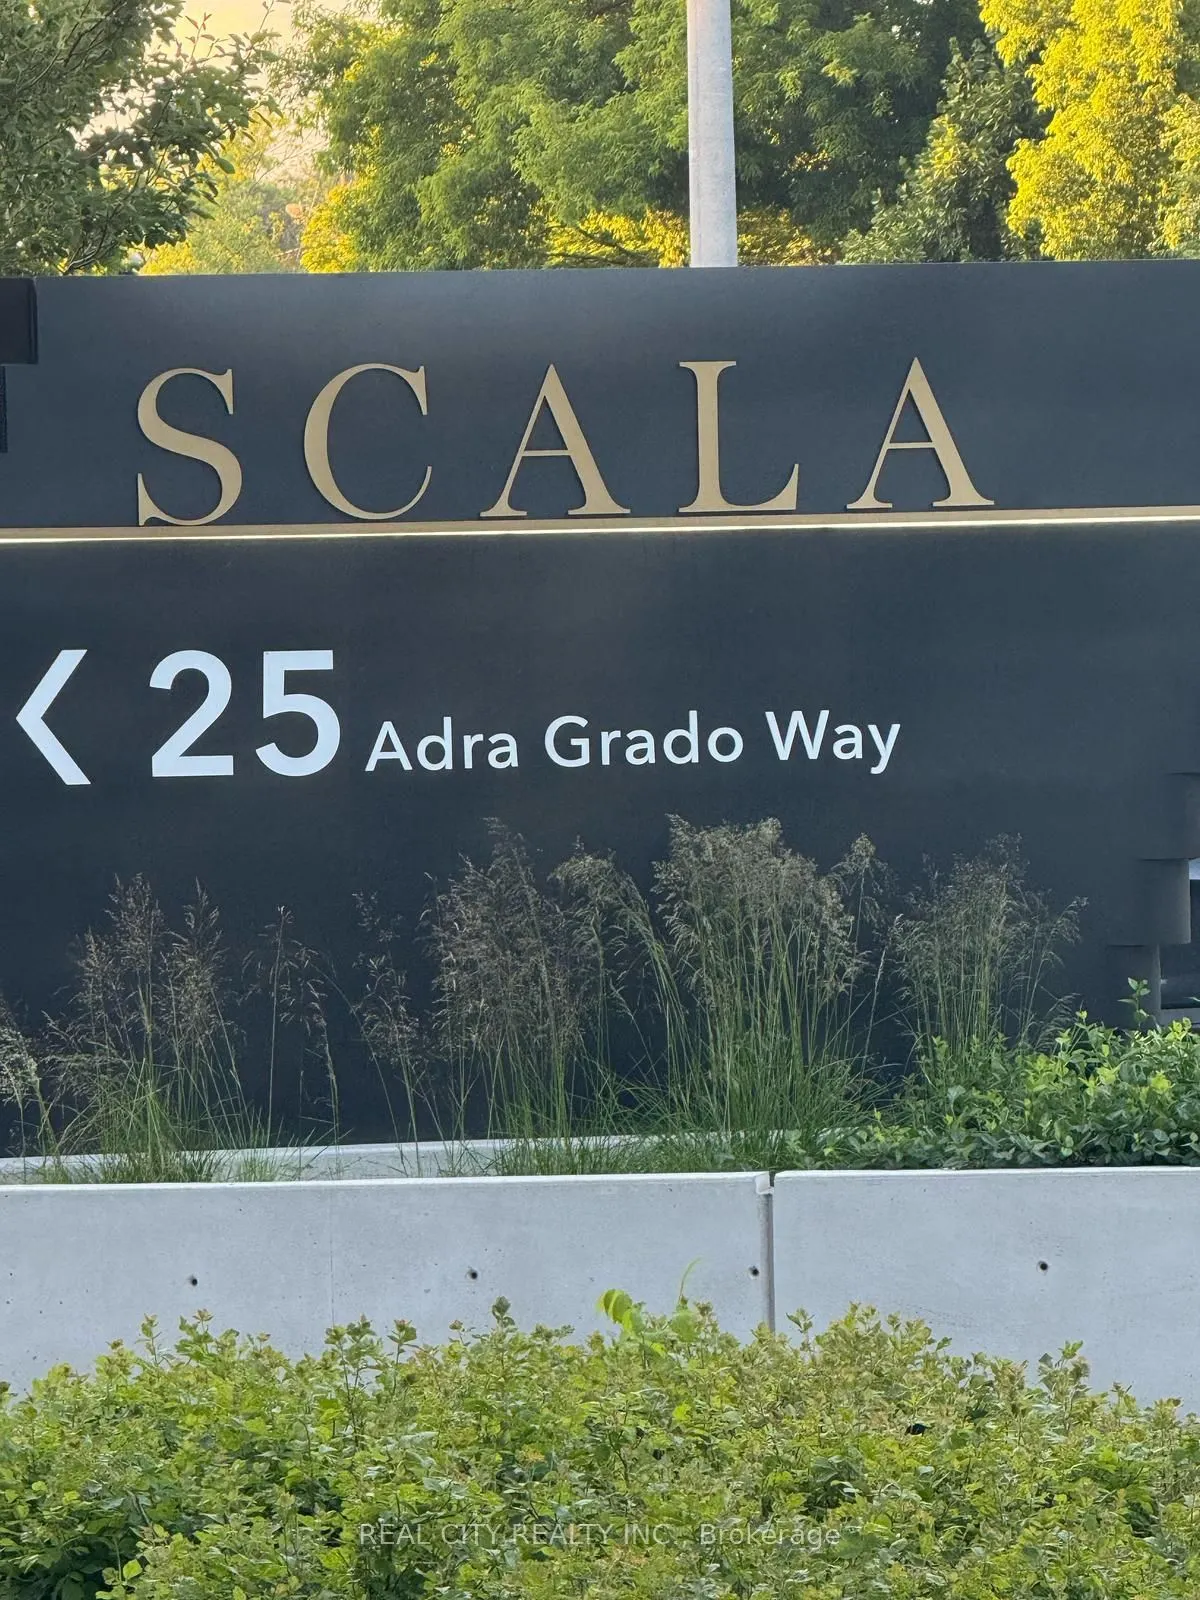 SCALA
< 25 Adra Grado Way
REAL CITY REALTY INC., Brokerage